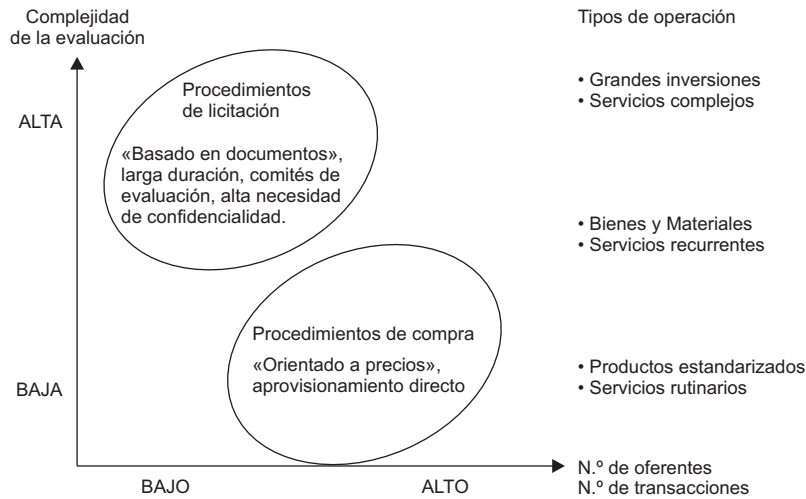 Complejidad
de la evaluación
Tipos de operación
Procedimientos
de licitación
• Grandes inversiones
• Servicios complejos
ALTA
«Basado en documentos»,
larga duración, comités de
evaluación, alta necesidad
de confidencialidad.
• Bienes y Materiales
• Servicios recurrentes
Procedimientos de compra
«Orientado a precios»,
aprovisionamiento directo
• Productos estandarizados
• Servicios rutinarios
BAJA
BAJO
ALTO
N.º de oferentes
N.º de transacciones